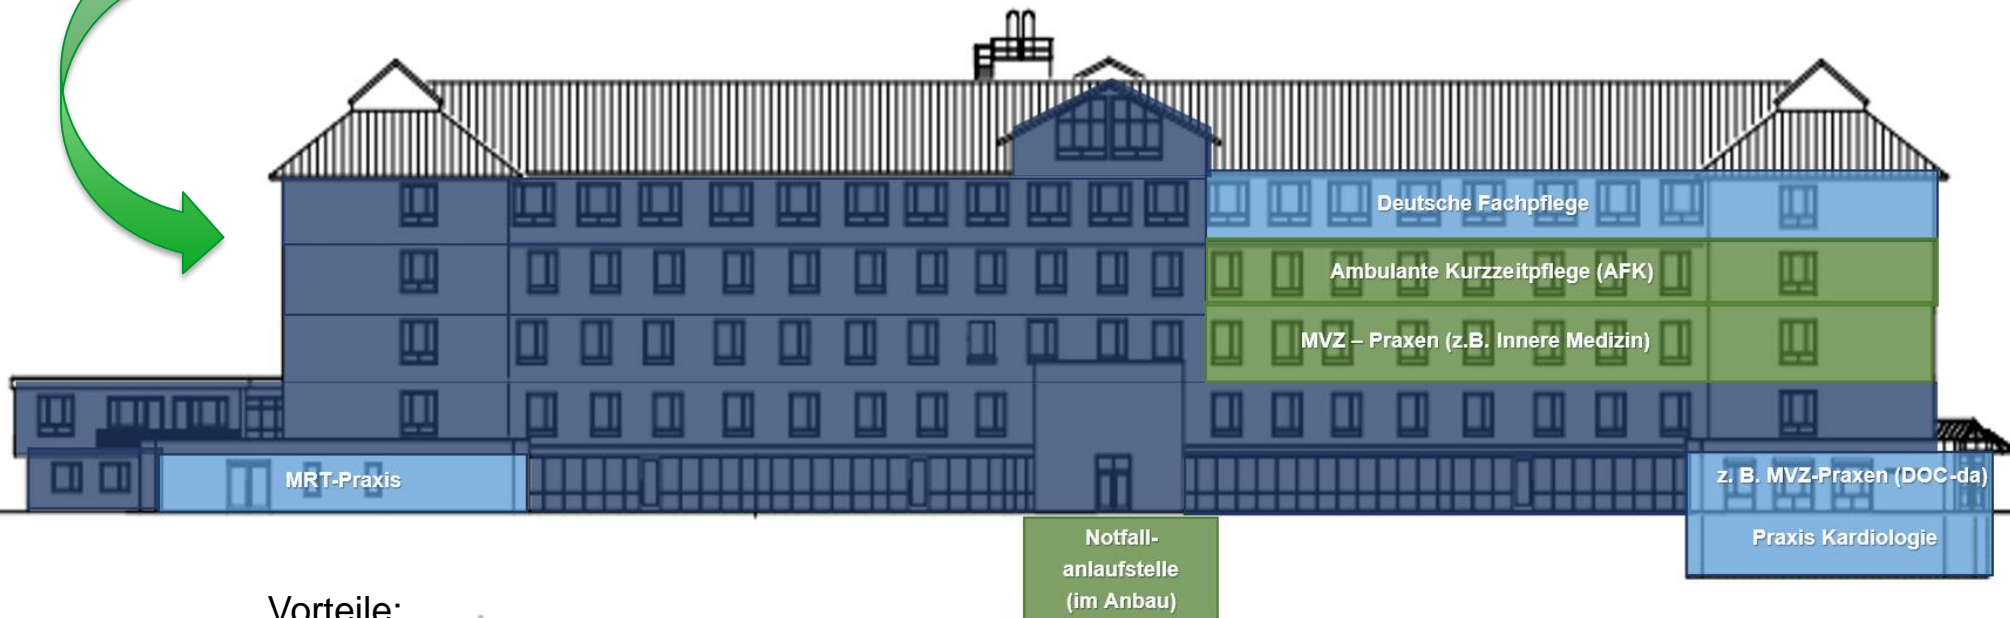 Deutsche Fachpflege
Ambulante Kurzzeitpflege (AFK)
MVZ – Praxen (z.B. Innere Medizin)
MRT-Praxis
z. B. MVZ-Praxen (DOC-da)
Praxis Kardiologie
Notfall-
anlaufstelle
(im Anbau)
Vorteile: